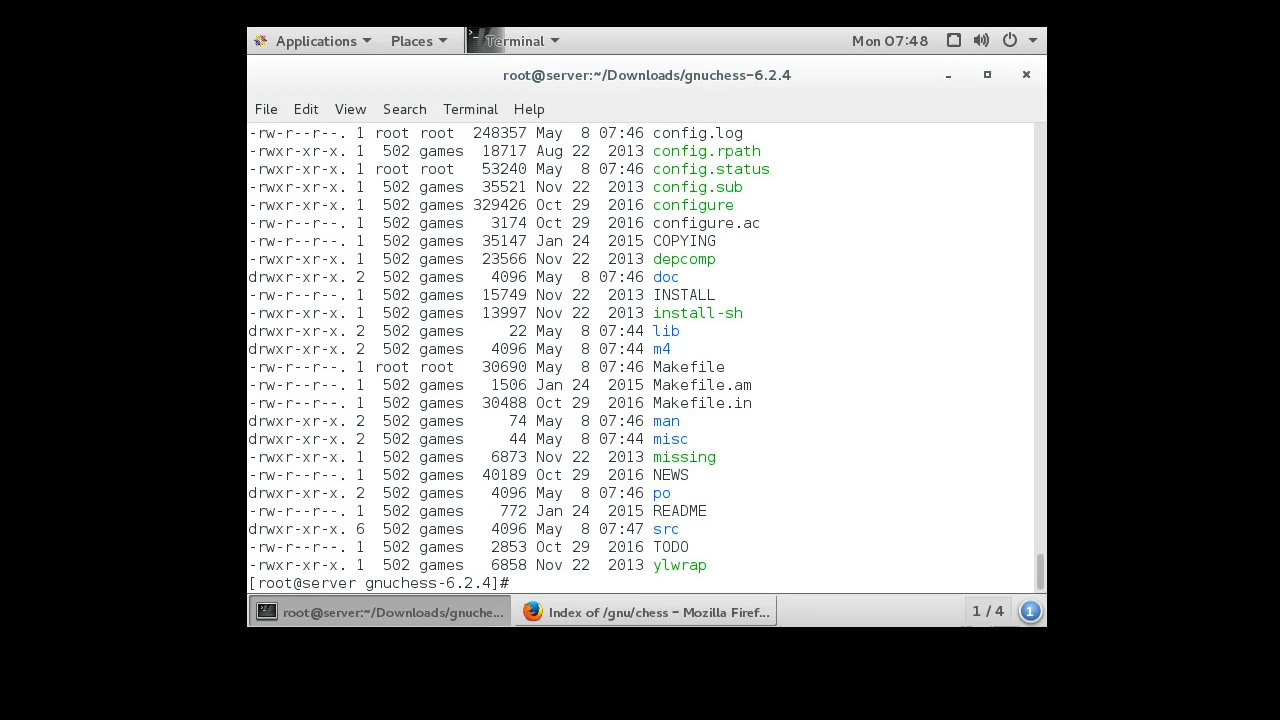 Applications Places Terminal Mon 07:48
root@server:~/Downloads/gnuchess-6.2.4
File Edit View Search Terminal Help
-rw-r--r--. 1 root root 248357 May 8 07:46 config.log
-rwxr-xr-x. 1 502 games 18717 Aug 22 2013 config.rpath
-rwxr-xr-x. 1 root root 53240 May 8 07:46 config.status
-rwxr-xr-x. 1 502 games 35521 Nov 22 2013 config.sub
-rwxr-xr-x. 1 502 games 329426 Oct 29 2016 configure
-rw-r--r--. 1 502 games 3174 Oct 29 2016 configure.ac
-rw-r--r--. 1 502 games 35147 Jan 24 2015 COPYING
-rwxr-xr-x. 1 502 games 23566 Nov 22 2013 depcomp
drwxr-xr-x. 2 502 games 4096 May 8 07:46 doc
-rw-r--r--. 1 502 games 15749 Nov 22 2013 INSTALL
-rwxr-xr-x. 1 502 games 13997 Nov 22 2013 install-sh
drwxr-xr-x. 2 502 games 22 May 8 07:44 lib
drwxr-xr-x. 2 502 games 4096 May 8 07:44 m4
-rw-r--r--. 1 root root 30690 May 8 07:46 Makefile
-rw-r--r--. 1 502 games 1506 Jan 24 2015 Makefile.am
-rw-r--r--. 1 502 games 30488 Oct 29 2016 Makefile.in
drwxr-xr-x. 2 502 games 74 May 8 07:46 man
drwxr-xr-x. 2 502 games 44 May 8 07:44 misc
-rwxr-xr-x. 1 502 games 6873 Nov 22 2013 missing
-rw-r--r--. 1 502 games 40189 Oct 29 2016 NEWS
drwxr-xr-x. 2 502 games 4096 May 8 07:46 po
-rw-r--r--. 1 502 games 772 Jan 24 2015 README
drwxr-xr-x. 6 502 games 4096 May 8 07:47 src
-rw-r--r--. 1 502 games 2853 Oct 29 2016 TODO
-rwxr-xr-x. 1 502 games 6858 Nov 22 2013 ylwrap
[root@server gnuchess-6.2.4]#
root@server:~/Downloads/gnuche... Index of /gnu/chess - Mozilla Firef... 1 / 4 1